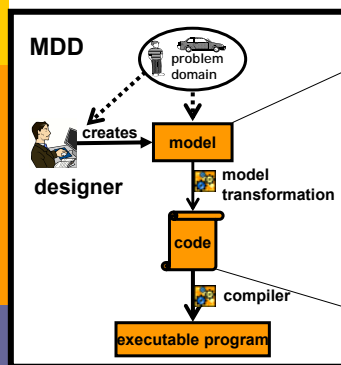 MDD
problem
domain
creates
model
designer
model
transformation
code
compiler
executable program